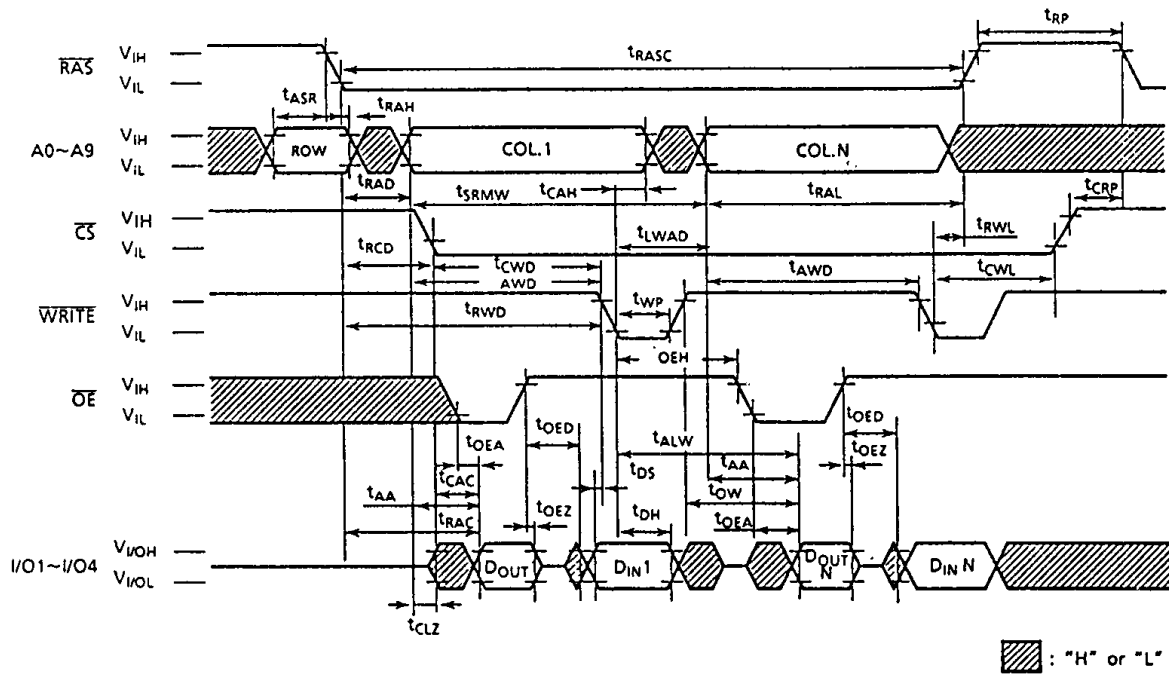 tRP
RAS
VIH
VIL
tRASC
tASR
tRAH
A0~A9
VIH
VIL
ROW
COL.1
COL.N
tRAD
tSRMW
tCAH
tRAL
tCRP
CS
VIH
VIL
tRCD
tLWAD
tRWL
tCWD
AWD
tAWD
tCWL
WRITE
VIH
VIL
tWP
tRWD
OEH
OE
VIH
VIL
tOEA
tOED
tALW
tOED
tCAC
tDS
tAA
tOEZ
tAA
tOW
tRAC
tOEZ
tDH
tOEA
I/O1~I/O4
VI/OH
VI/OL
DOUT
DIN 1
DOUT
N
DIN N
tCLZ
: "H" or "L"